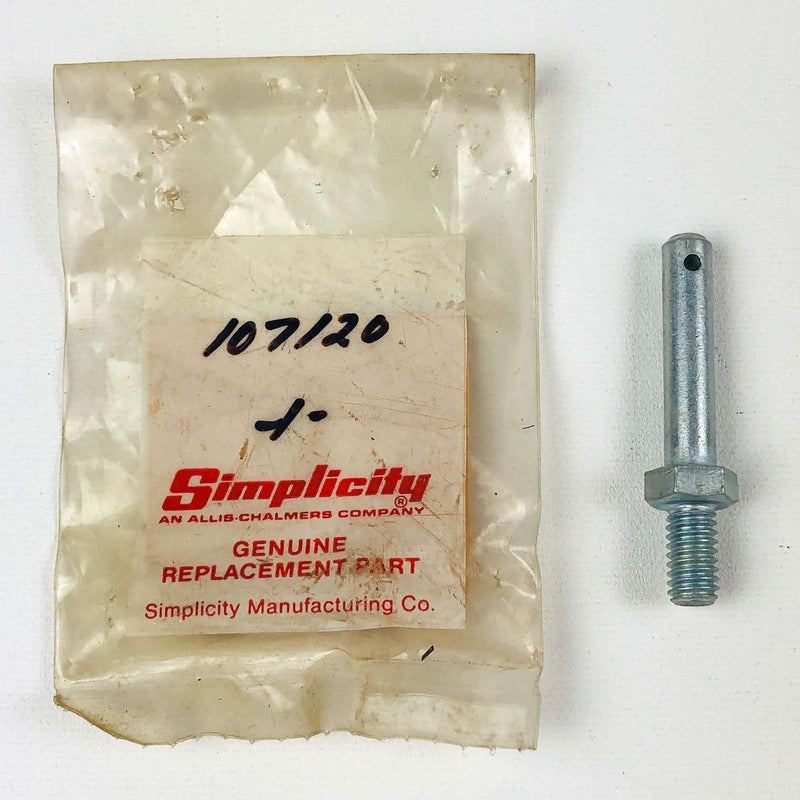 107120
-1-
Simplicity®
AN ALLIS-CHALMERS COMPANY
GENUINE
REPLACEMENT PART
Simplicity Manufacturing Co.